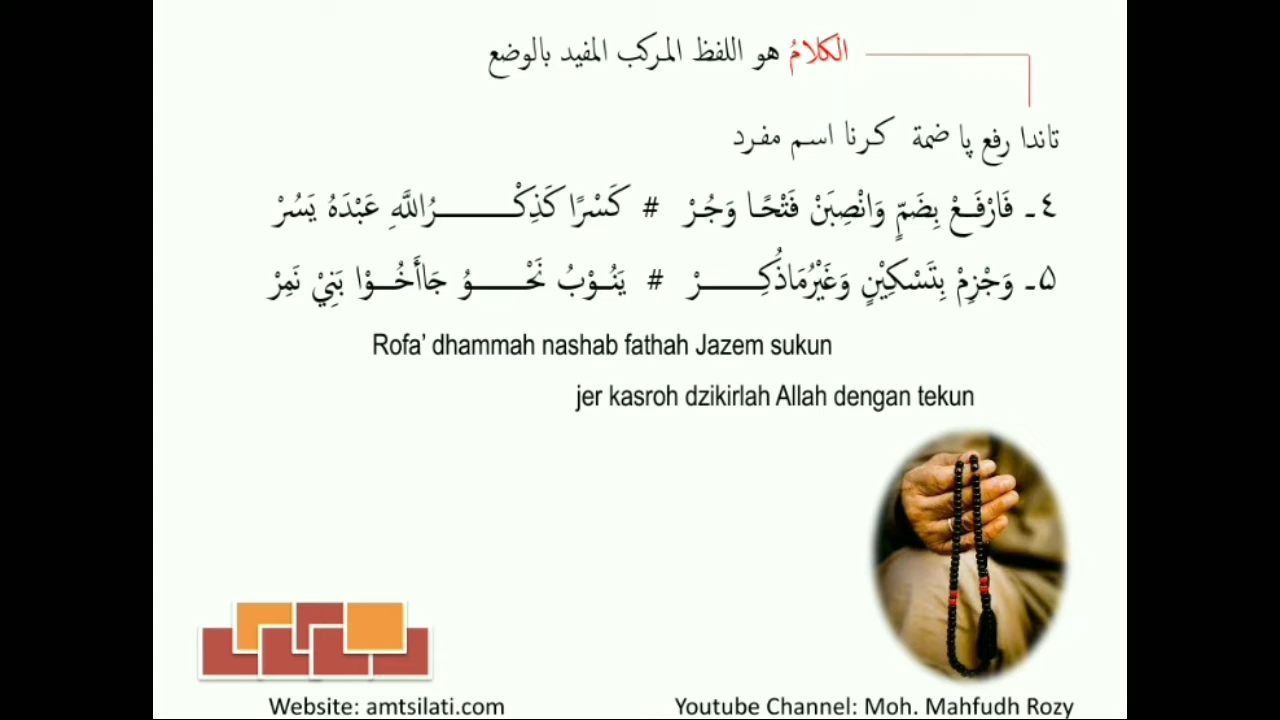 الكلامُ هو اللفظ المركب المفيد بالوضع
تاندا رفع پا ضمة كرنا اسم مفرد
٤ـ فَارْفَعْ بِضَمٍّ وَانْصِبَنْ فَتْحًا وَجُرْ # كَسْرًا كَذِكْرُاللَّهِ عَبْدَهُ يَسُرْ
۵ـ وَجْزِمْ بِتَسْكِيْنٍ وَغَيْرُمَاذُكِرْ # يَنُوْبُ نَحْوُ جَاأَخُوْا بَنِيْ نَمِرْ
Rofa’ dhammah nashab fathah Jazem sukun
jer kasroh dzikirlah Allah dengan tekun
Website: amtsilati.com
Youtube Channel: Moh. Mahfudh Rozy